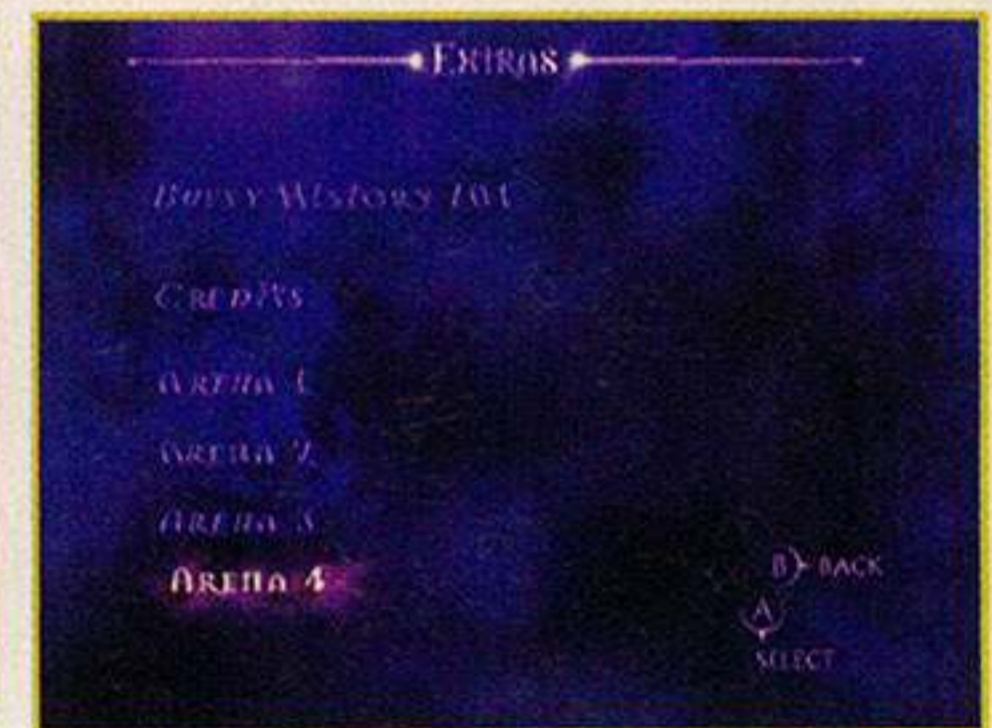 Extras
Buffy History 101
Credits
Arena 1
Arena 2
Arena 3
Arena 4
B BACK
A
SELECT